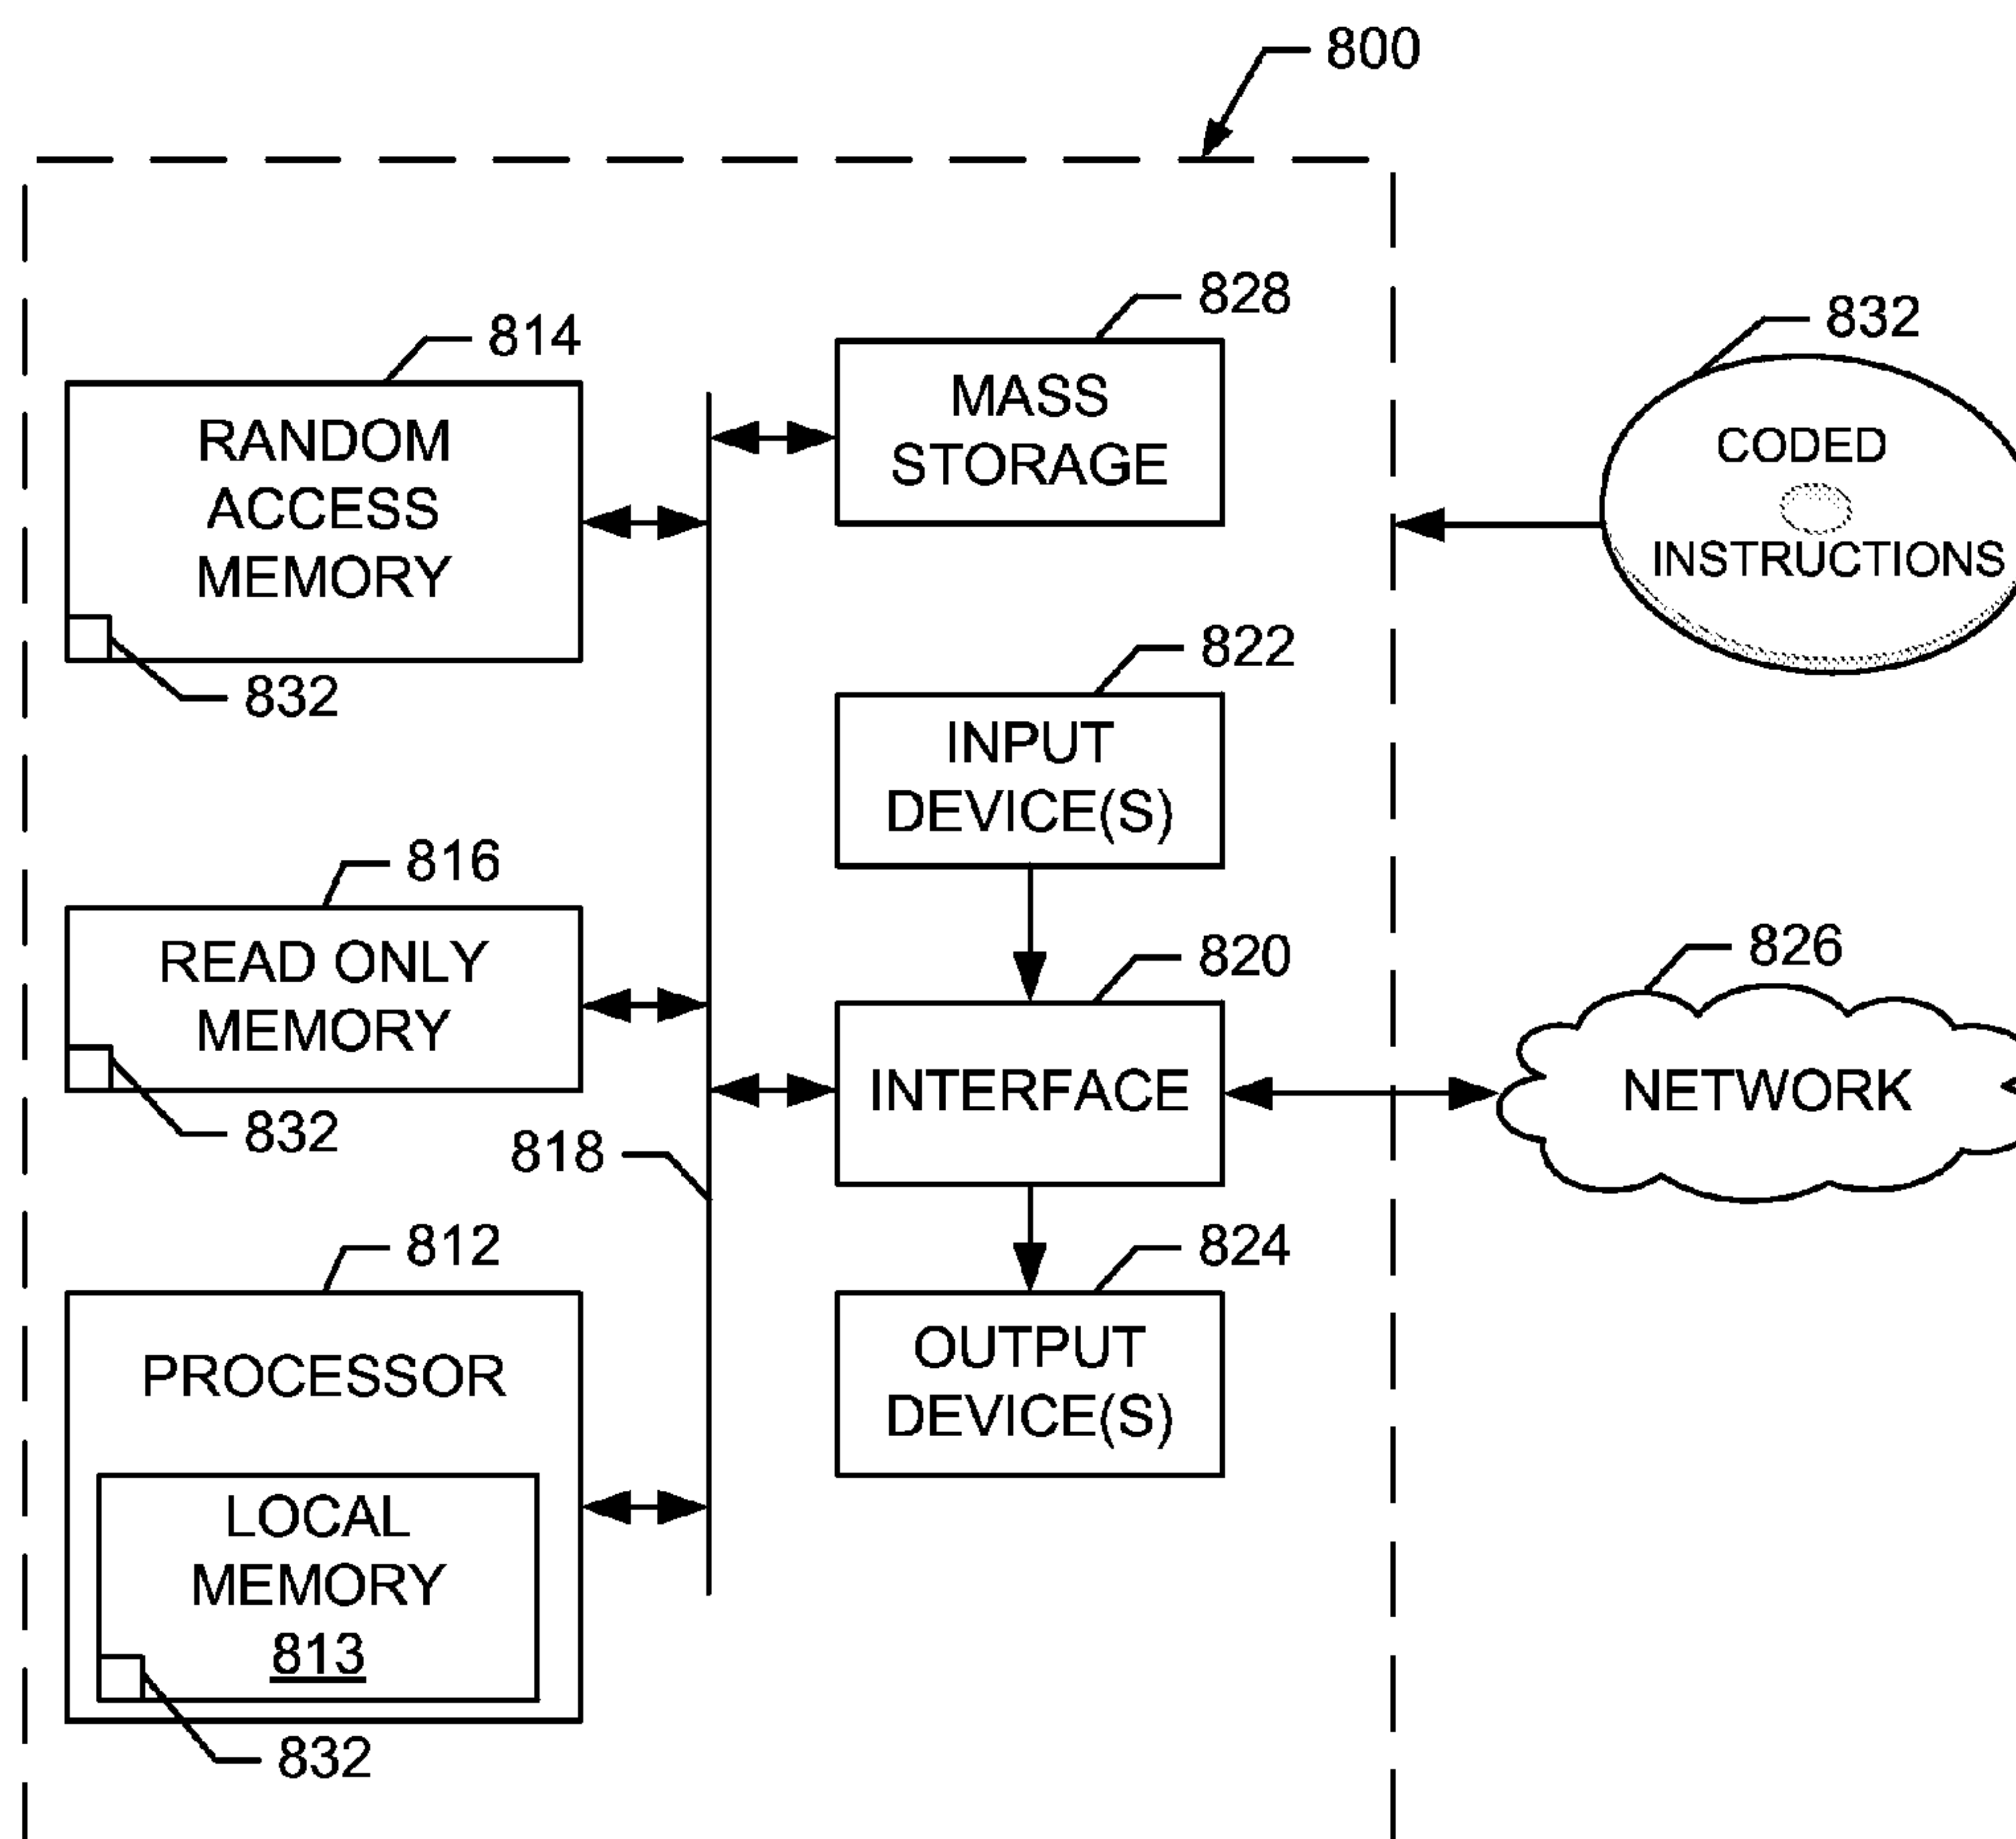 800
828
MASS
STORAGE
814
RANDOM
ACCESS
MEMORY
832
832
CODED
INSTRUCTIONS
822
INPUT
DEVICE(S)
816
READ ONLY
MEMORY
832
820
INTERFACE
826
NETWORK
818
812
PROCESSOR
LOCAL
MEMORY
813
832
824
OUTPUT
DEVICE(S)